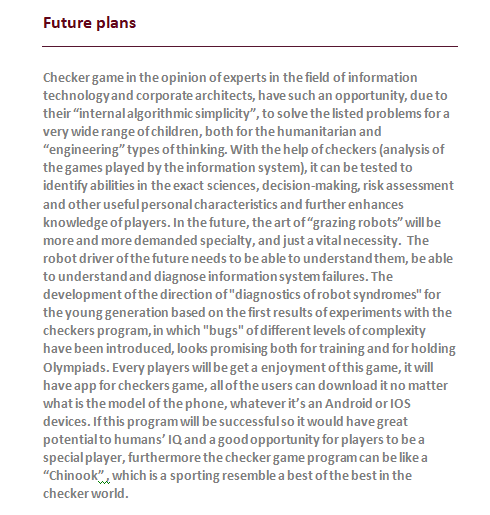 Future plans
Checker game in the opinion of experts in the field of information
technology and corporate architects, have such an opportunity, due to
their “internal algorithmic simplicity”, to solve the listed problems for a
very wide range of children, both for the humanitarian and
“engineering” types of thinking. With the help of checkers (analysis of
the games played by the information system), it can be tested to
identify abilities in the exact sciences, decision-making, risk assessment
and other useful personal characteristics and further enhances
knowledge of players. In the future, the art of “grazing robots” will be
more and more demanded specialty, and just a vital necessity.  The
robot driver of the future needs to be able to understand them, be able
to understand and diagnose information system failures. The
development of the direction of "diagnostics of robot syndromes" for
the young generation based on the first results of experiments with the
checkers program, in which "bugs" of different levels of complexity
have been introduced, looks promising both for training and for holding
Olympiads. Every players will be get a enjoyment of this game, it will
have app for checkers game, all of the users can download it no matter
what is the model of the phone, whatever it’s an Android or IOS
devices. If this program will be successful so it would have great
potential to humans’ IQ and a good opportunity for players to be a
special player, furthermore the checker game program can be like a
“Chinook”, which is a sporting resemble a best of the best in the
checker world.